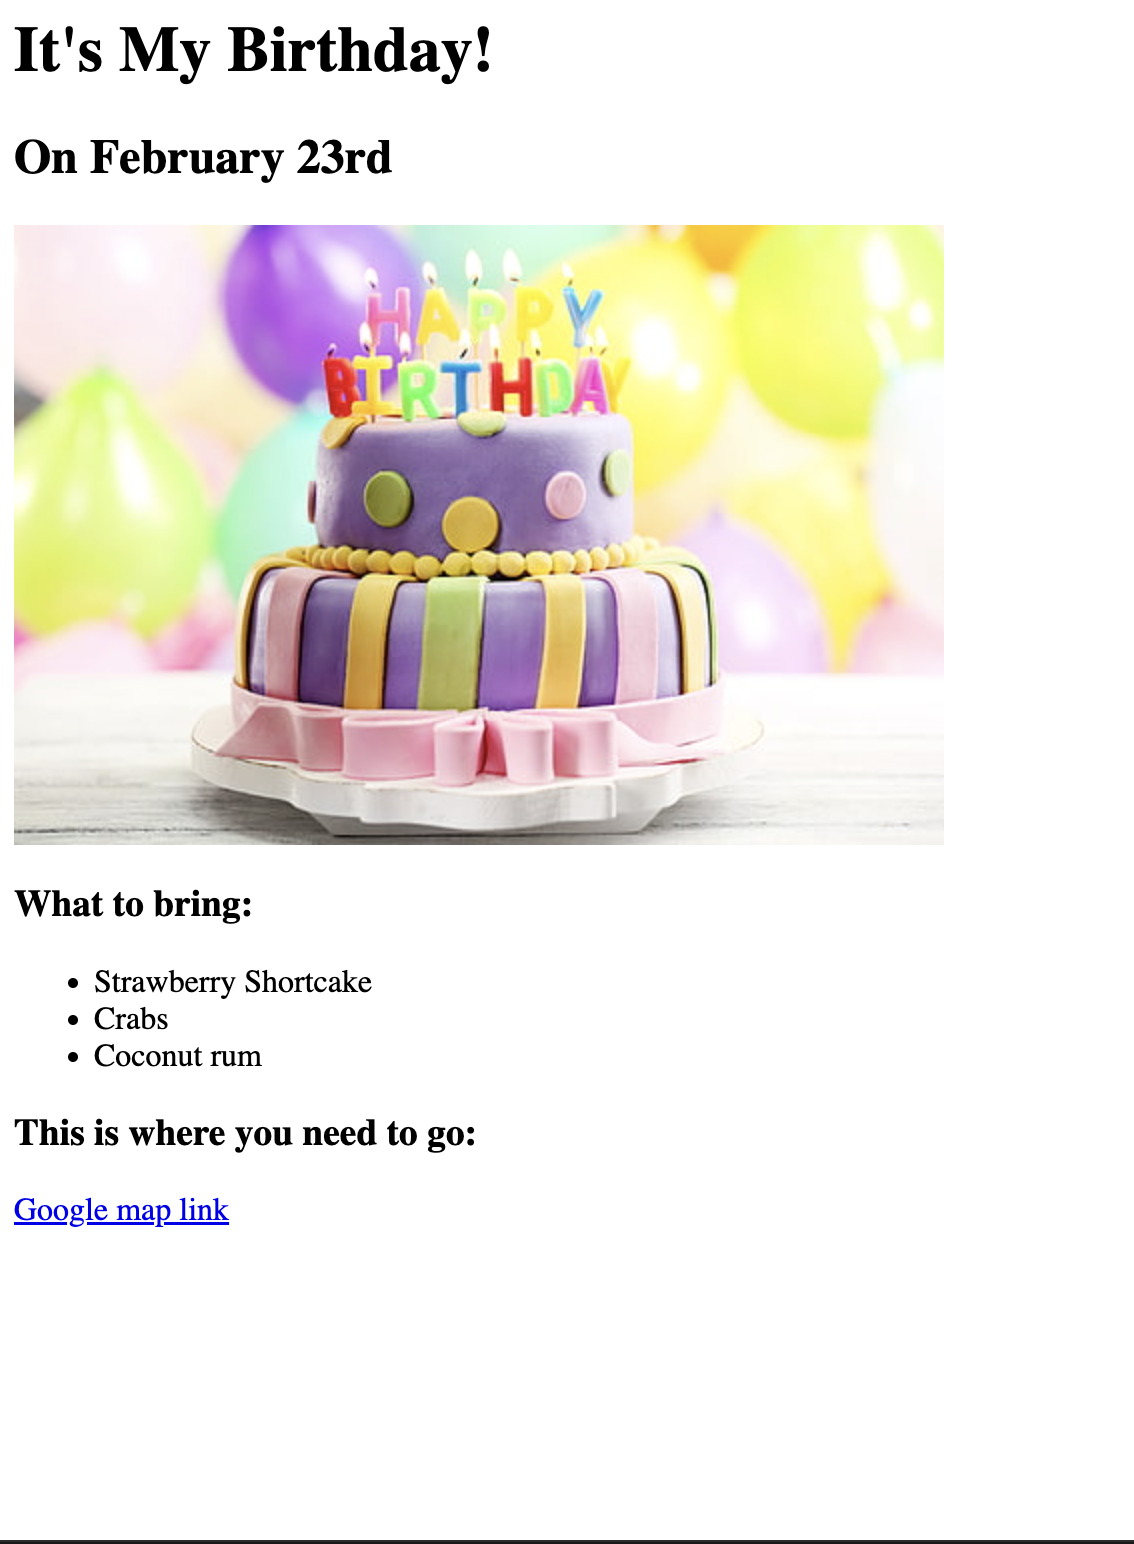 It's My Birthday!
On February 23rd
HAPPY
BIRTHDAY
What to bring:
Strawberry Shortcake
Crabs
Coconut rum
This is where you need to go:
Google map link